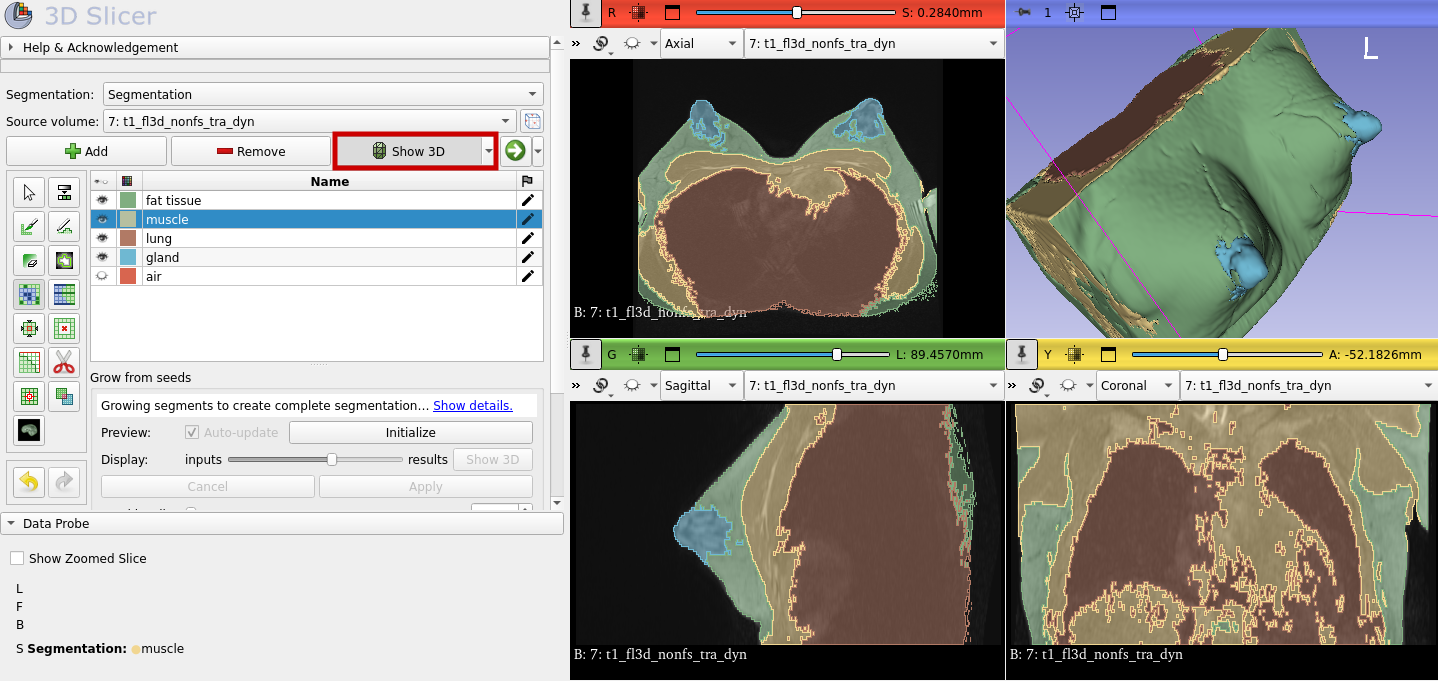 3D Slicer
Help & Acknowledgement
Segmentation: Segmentation
Source volume: 7: t1_fl3d_nonfs_tra_dyn
Add Remove Show 3D
Name
fat tissue
muscle
lung
gland
air
Grow from seeds
Growing segments to create complete segmentation... Show details.
Preview: Auto-update Initialize
Display: inputs results Show 3D
Cancel Apply
Data Probe
Show Zoomed Slice
L
F
B
S Segmentation: muscle
R S: 0.2840mm
Axial 7: t1_fl3d_nonfs_tra_dyn
B: 7: t1_fl3d_nonfs_tra_dyn
1
L
G L: 89.4570mm
Sagittal 7: t1_fl3d_nonfs_tra_dyn
B: 7: t1_fl3d_nonfs_tra_dyn
Y A: -52.1826mm
Coronal 7: t1_fl3d_nonfs_tra_dyn
B: 7: t1_fl3d_nonfs_tra_dyn